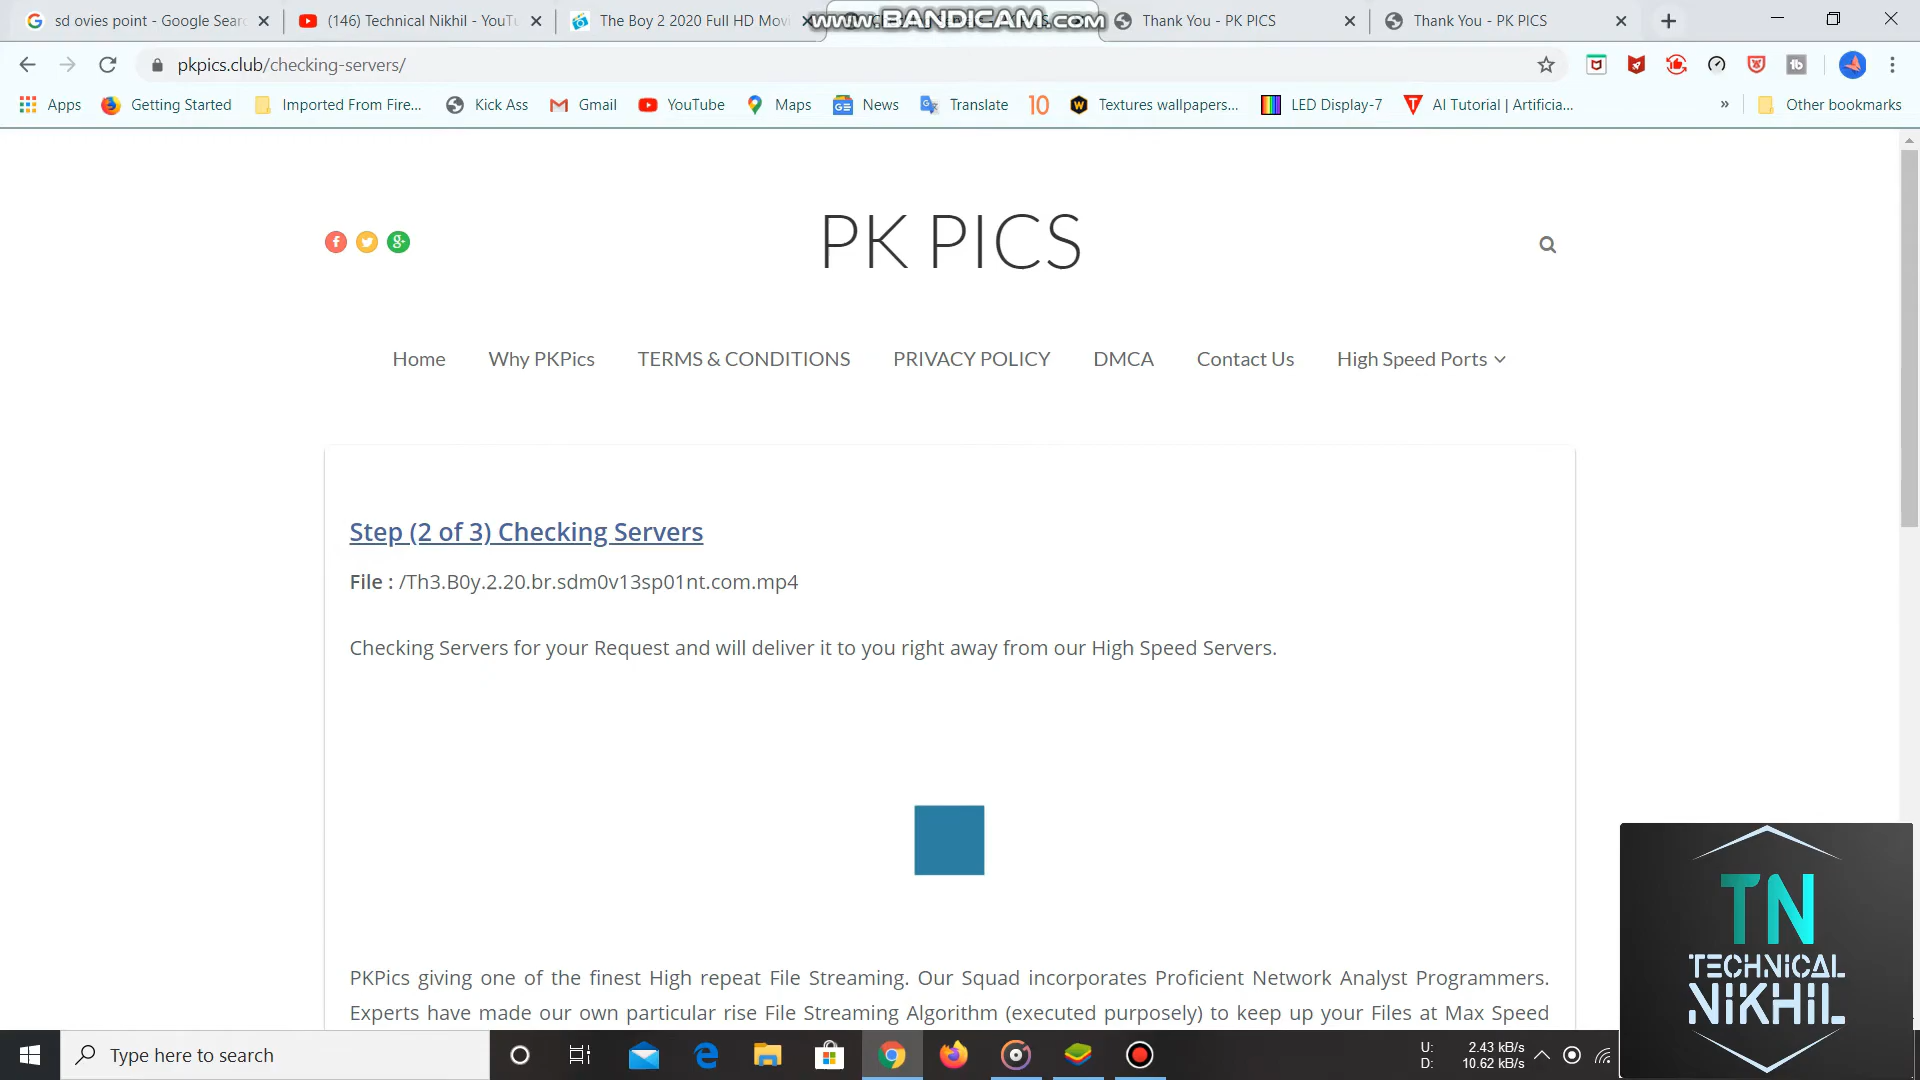 sd ovies point - Google Sear
(146) Technical Nikhil - YouTu
The Boy 2 2020 Full HD Movi
www.BANDICAM.com
Thank You - PK PICS
Thank You - PK PICS
pkpics.club/checking-servers/
Apps
Getting Started
Imported From Fire...
Kick Ass
Gmail
YouTube
Maps
News
Translate
10
Textures wallpapers...
LED Display-7
AI Tutorial | Artificia...
»
Other bookmarks
PK PICS
Home
Why PKPics
TERMS & CONDITIONS
PRIVACY POLICY
DMCA
Contact Us
High Speed Ports
Step (2 of 3) Checking Servers
File : /Th3.B0y.2.20.br.sdm0v13sp01nt.com.mp4
Checking Servers for your Request and will deliver it to you right away from our High Speed Servers.
PKPics giving one of the finest High repeat File Streaming. Our Squad incorporates Proficient Network Analyst Programmers.
Experts have made our own particular rise File Streaming Algorithm (executed purposely) to keep up your Files at Max Speed
TN
TECHNICAL
NIKHIL
Type here to search
U: 2.43 kB/s
D: 10.62 kB/s